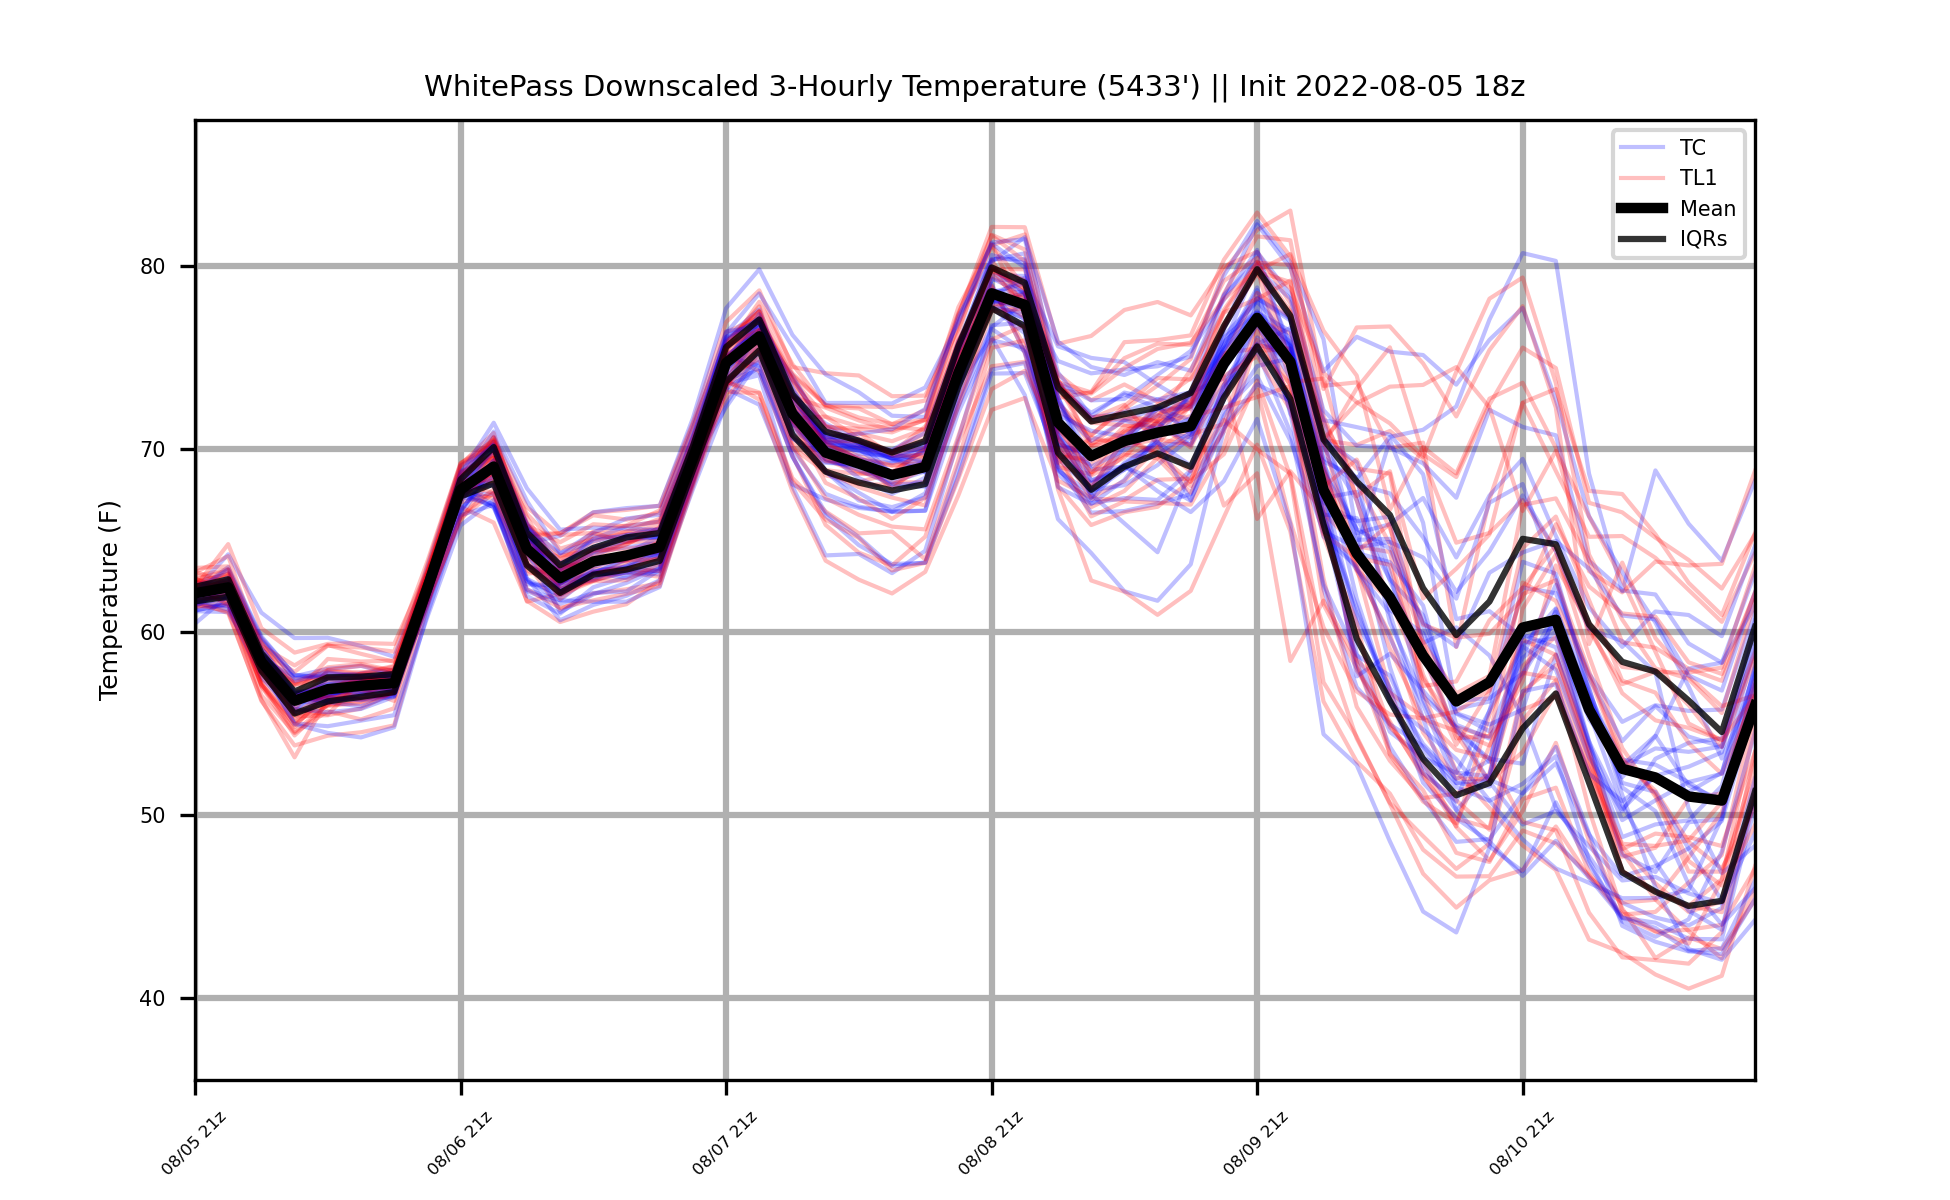 WhitePass Downscaled 3-Hourly Temperature (5433') || Init 2022-08-05 18z
TC
TL1
Mean
IQRs
Temperature (F)
80
70
60
50
40
08/05 21z
08/06 21z
08/07 21z
08/08 21z
08/09 21z
08/10 21z